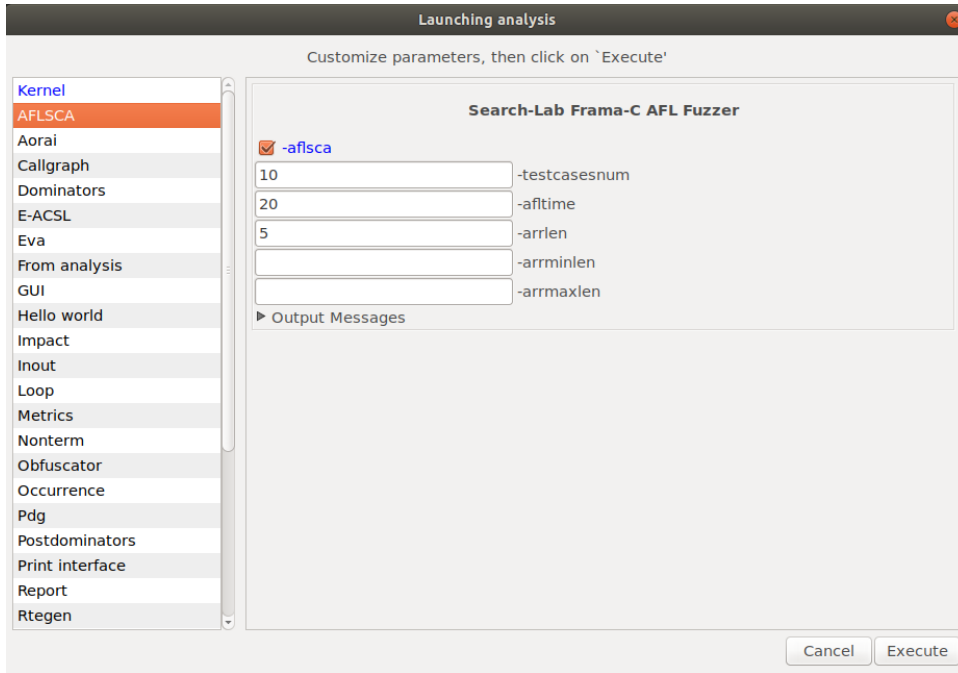 Launching analysis
Customize parameters, then click on `Execute'
Kernel
AFLSCA
Aorai
Callgraph
Dominators
E-ACSL
Eva
From analysis
GUI
Hello world
Impact
Inout
Loop
Metrics
Nonterm
Obfuscator
Occurrence
Pdg
Postdominators
Print interface
Report
Rtegen
Search-Lab Frama-C AFL Fuzzer
-aflsca
10 -testcasesnum
20 -afltime
5 -arrlen
-arrminlen
-arrmaxlen
Output Messages
Cancel Execute